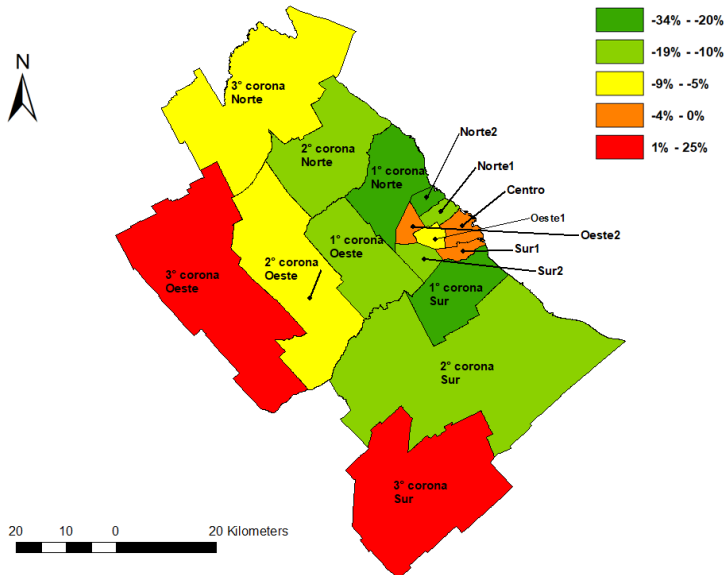 -34% - -20%
-19% - -10%
-9% - -5%
-4% - 0%
1% - 25%
N
3° corona
Norte
2° corona
Norte
1° corona
Norte
Norte2
Norte1
Centro
Oeste1
Oeste2
Sur1
Sur2
1° corona
Oeste
2° corona
Oeste
3° corona
Oeste
1° corona
Sur
2° corona
Sur
3° corona
Sur
20 10 0 20 Kilometers